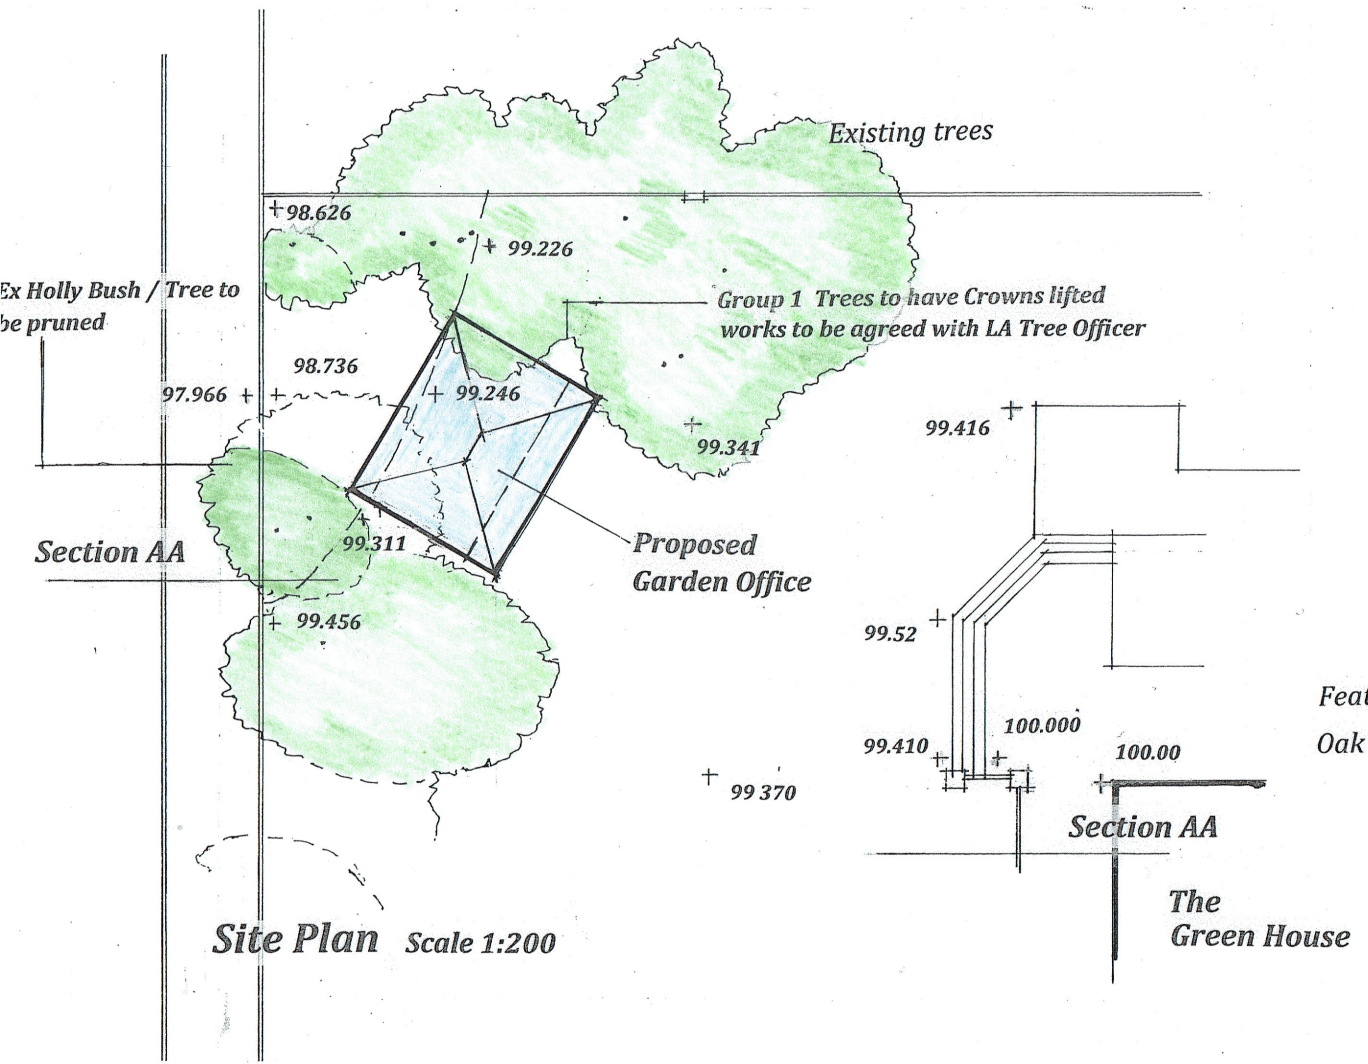 Existing trees
98.626
99.226
Ex Holly Bush / Tree to
be pruned
Group 1 Trees to have Crowns lifted
works to be agreed with LA Tree Officer
98.736
97.966
99.246
99.416
99.341
Section AA
99.311
Proposed
Garden Office
99.456
99.52
Feat
Oak
100.000
99.410
100.00
99 370
Section AA
The
Green House
Site Plan Scale 1:200